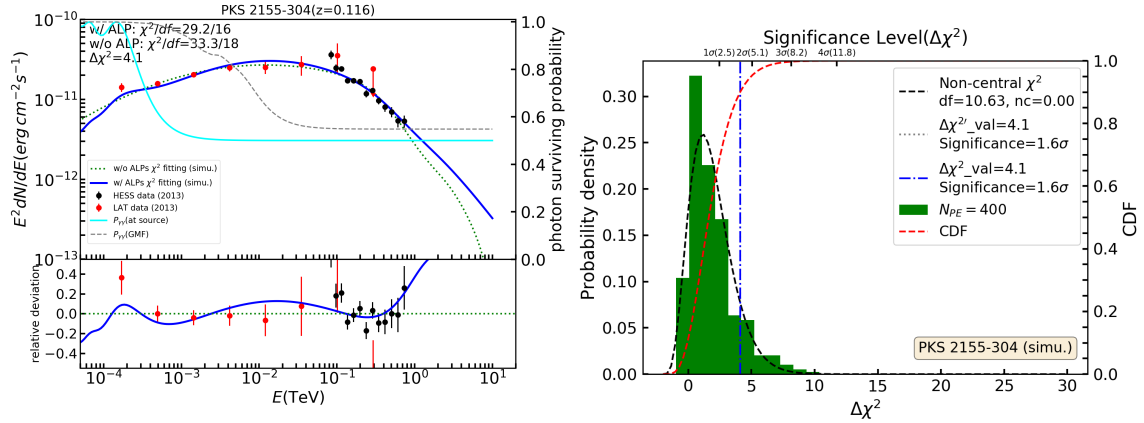 PKS 2155-304(z=0.116)
w/ ALP: χ²/df=29.2/16
w/o ALP: χ²/df=33.3/18
Δχ²=4.1
10⁻¹⁰
10⁻¹¹
10⁻¹²
10⁻¹³
E²dN/dE(erg cm⁻² s⁻¹)
1.0
0.8
0.6
0.4
0.2
0.0
photon surviving probability
w/o ALPs χ² fitting (simu.)
w/ ALPs χ² fitting (simu.)
HESS data (2013)
LAT data (2013)
Pγγ(at source)
Pγγ(GMF)
relative deviation
0.4
0.2
0.0
−0.2
−0.4
10⁻⁴
10⁻³
10⁻²
10⁻¹
10⁰
10¹
E(TeV)
Significance Level(Δχ²)
1σ(2.5)
2σ(5.1)
3σ(8.2)
4σ(11.8)
Probability density
0.30
0.25
0.20
0.15
0.10
0.05
0.00
Non-central χ²
df=10.63, nc=0.00
Δχ²′_val=4.1
Significance=1.6σ
Δχ²_val=4.1
Significance=1.6σ
N_PE = 400
CDF
PKS 2155-304 (simu.)
1.0
0.8
0.6
0.4
0.2
0.0
CDF
0
5
10
15
20
25
30
Δχ²